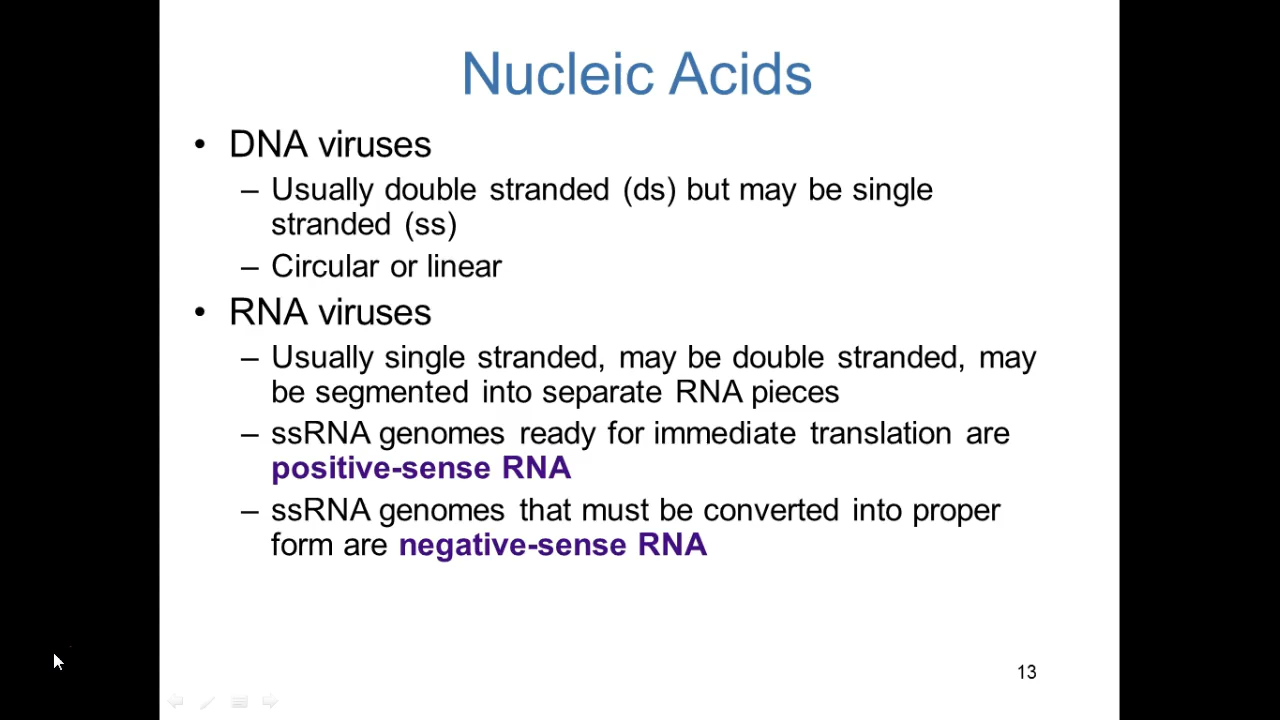 Nucleic Acids
• DNA viruses
– Usually double stranded (ds) but may be single
stranded (ss)
– Circular or linear
• RNA viruses
– Usually single stranded, may be double stranded, may
be segmented into separate RNA pieces
– ssRNA genomes ready for immediate translation are
positive-sense RNA
– ssRNA genomes that must be converted into proper
form are negative-sense RNA
13